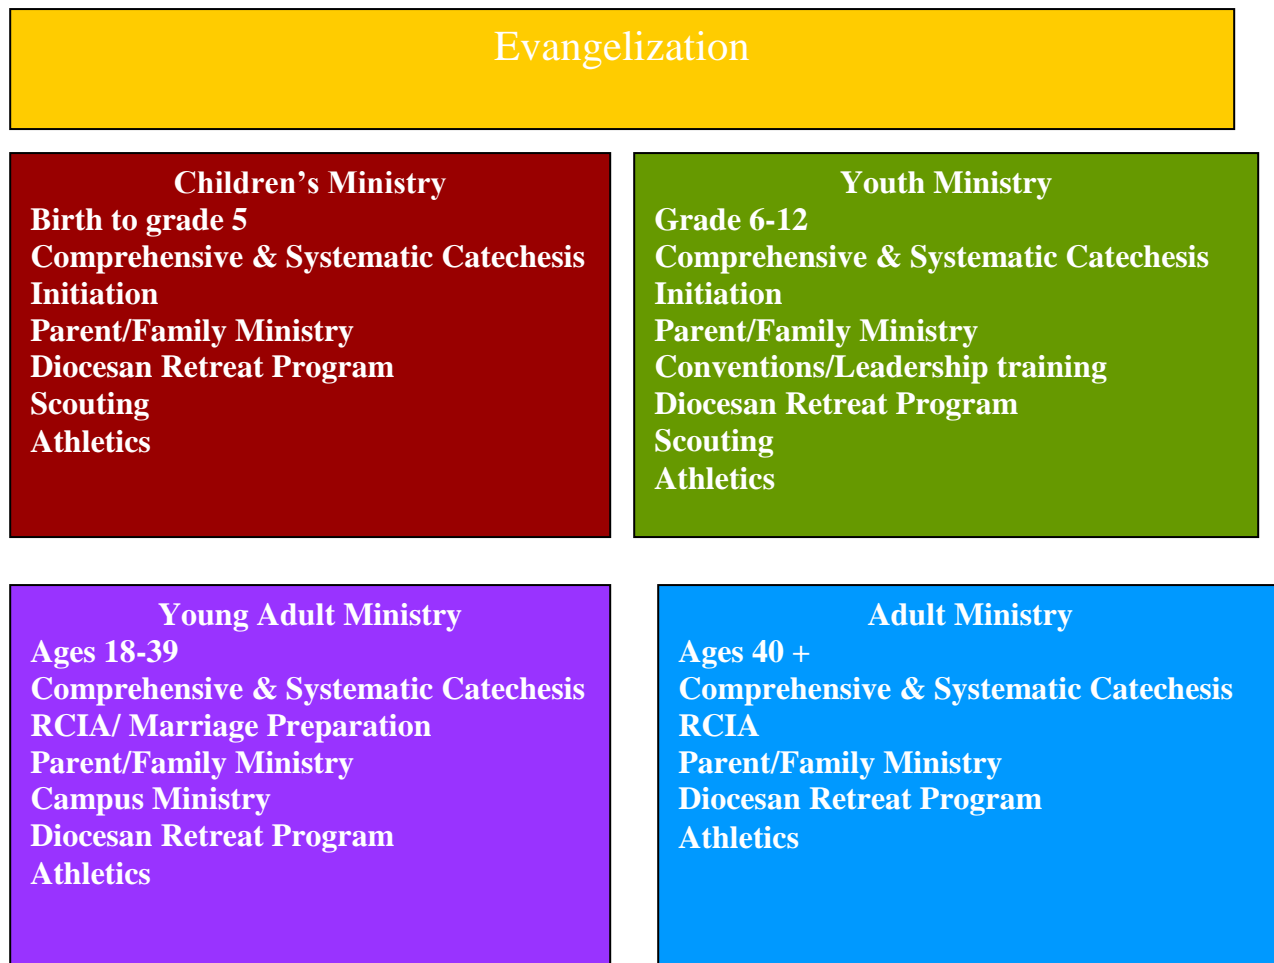 Evangelization
Children’s Ministry
Birth to grade 5
Comprehensive & Systematic Catechesis
Initiation
Parent/Family Ministry
Diocesan Retreat Program
Scouting
Athletics
Youth Ministry
Grade 6-12
Comprehensive & Systematic Catechesis
Initiation
Parent/Family Ministry
Conventions/Leadership training
Diocesan Retreat Program
Scouting
Athletics
Young Adult Ministry
Ages 18-39
Comprehensive & Systematic Catechesis
RCIA/ Marriage Preparation
Parent/Family Ministry
Campus Ministry
Diocesan Retreat Program
Athletics
Adult Ministry
Ages 40 +
Comprehensive & Systematic Catechesis
RCIA
Parent/Family Ministry
Diocesan Retreat Program
Athletics